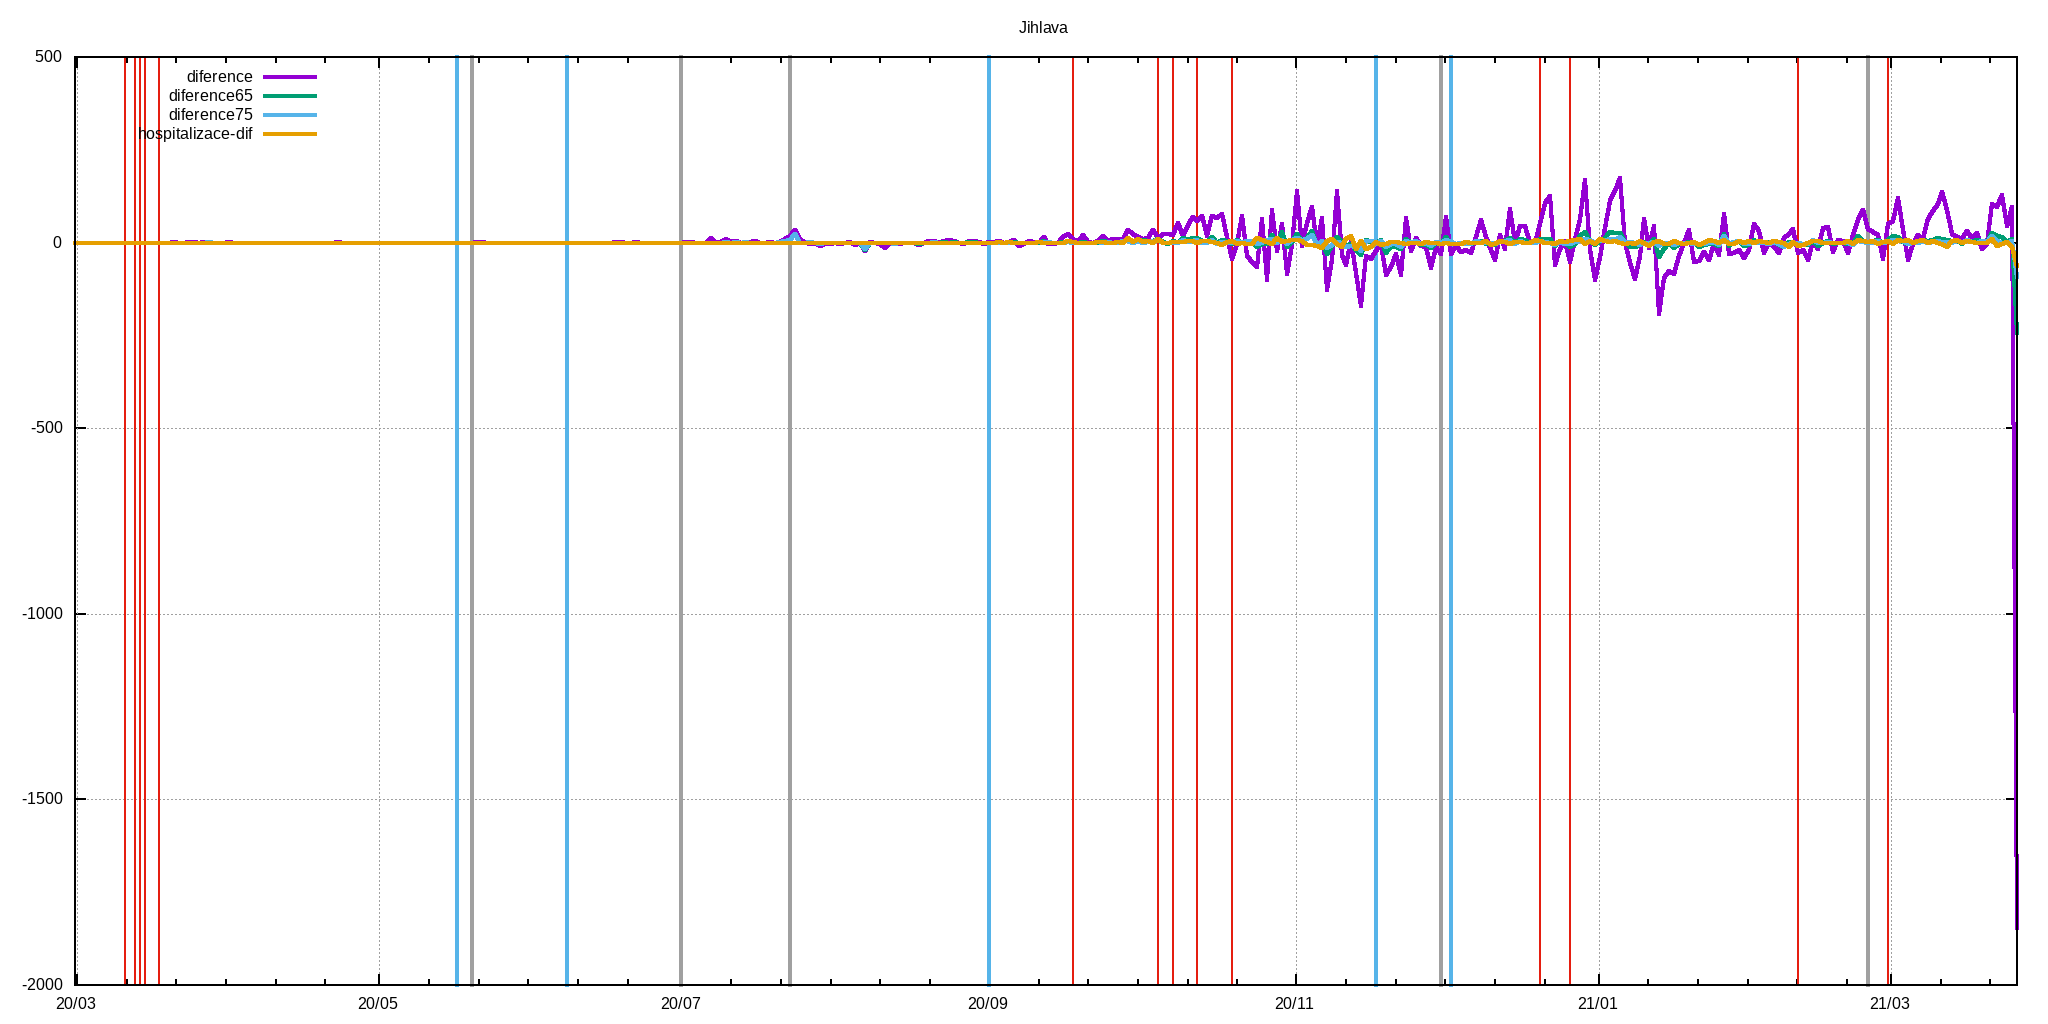 Jihlava
500
diference
diference65
diference75
hospitalizace-dif
0
-500
-1000
-1500
-2000
20/03 20/05 20/07 20/09 20/11 21/01 21/03